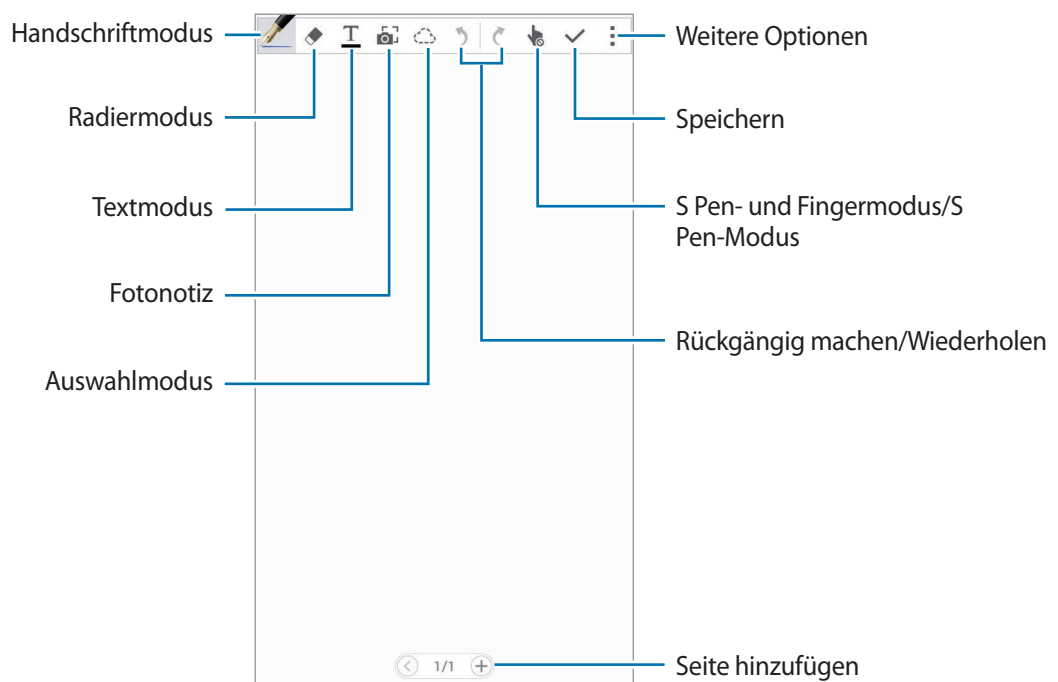 Handschriftmodus
T
Weitere Optionen
Radiermodus
Speichern
Textmodus
S Pen- und Fingermodus/S
Pen-Modus
Fotonotiz
Rückgängig machen/Wiederholen
Auswahlmodus
1/1
Seite hinzufügen